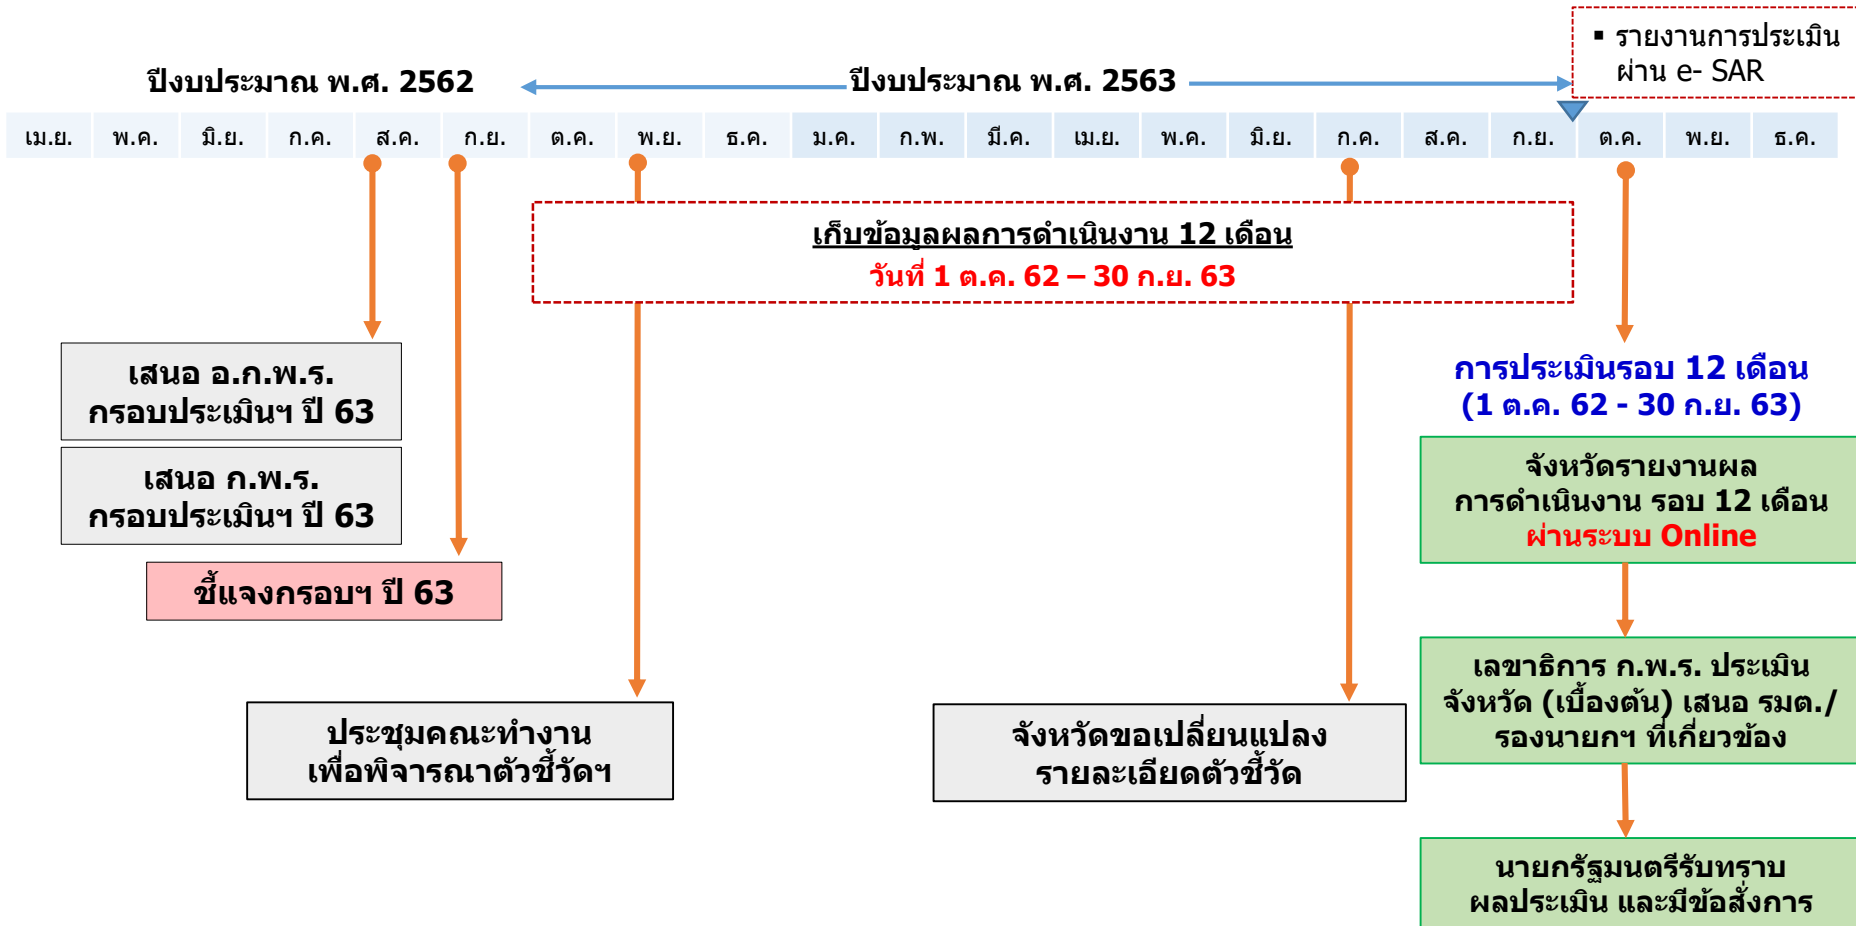 ▪ รายงานการประเมิน
ผ่าน e- SAR
ปีงบประมาณ พ.ศ. 2562 ปีงบประมาณ พ.ศ. 2563
เม.ย. พ.ค. มิ.ย. ก.ค. ส.ค. ก.ย. ต.ค. พ.ย. ธ.ค. ม.ค. ก.พ. มี.ค. เม.ย. พ.ค. มิ.ย. ก.ค. ส.ค. ก.ย. ต.ค. พ.ย. ธ.ค.
เก็บข้อมูลผลการดำเนินงาน 12 เดือน
วันที่ 1 ต.ค. 62 – 30 ก.ย. 63
เสนอ อ.ก.พ.ร.
กรอบประเมินฯ ปี 63
เสนอ ก.พ.ร.
กรอบประเมินฯ ปี 63
ชี้แจงกรอบฯ ปี 63
ประชุมคณะทำงาน
เพื่อพิจารณาตัวชี้วัดฯ
จังหวัดขอเปลี่ยนแปลง
รายละเอียดตัวชี้วัด
การประเมินรอบ 12 เดือน
(1 ต.ค. 62 - 30 ก.ย. 63)
จังหวัดรายงานผล
การดำเนินงาน รอบ 12 เดือน
ผ่านระบบ Online
เลขาธิการ ก.พ.ร. ประเมิน
จังหวัด (เบื้องต้น) เสนอ รมต./
รองนายกฯ ที่เกี่ยวข้อง
นายกรัฐมนตรีรับทราบ
ผลประเมิน และมีข้อสั่งการ